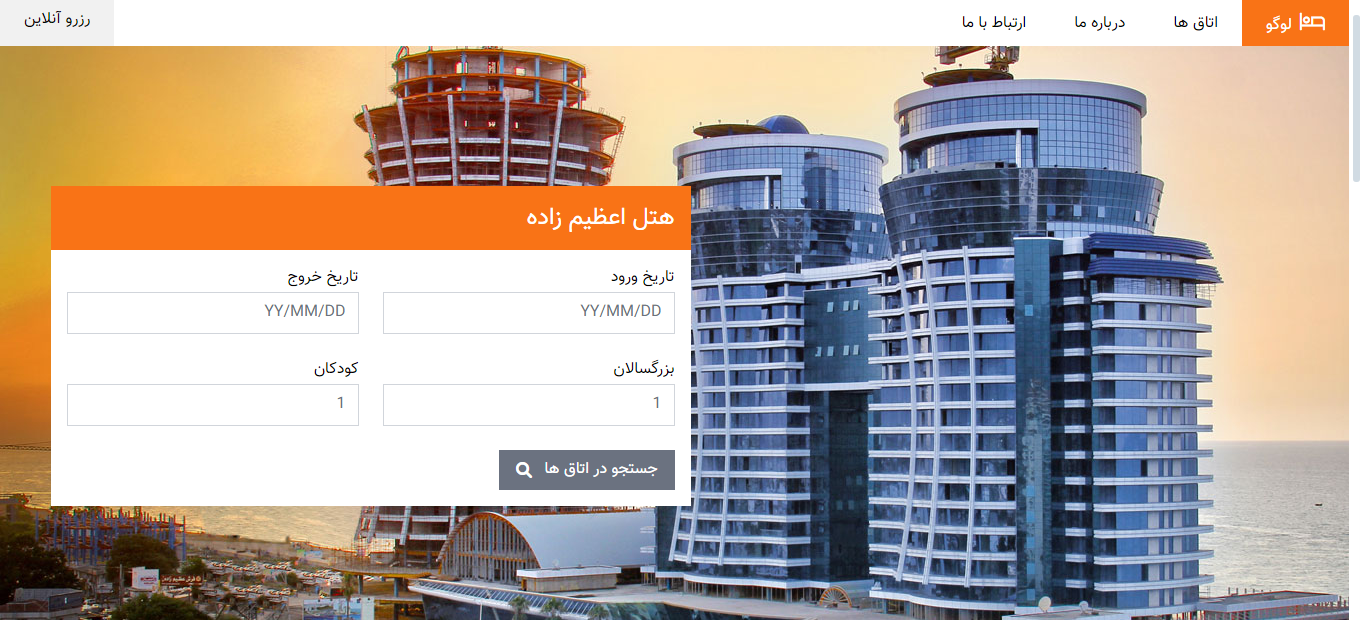 لوگو
اتاق ها
درباره ما
ارتباط با ما
رزرو آنلاین
هتل اعظیم زاده
تاریخ ورود
YY/MM/DD
تاریخ خروج
YY/MM/DD
بزرگسالان
1
کودکان
1
جستجو در اتاق ها